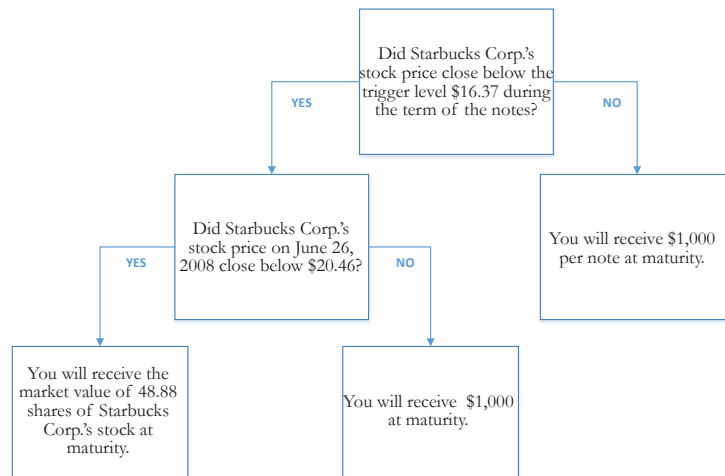 Did Starbucks Corp.'s
stock price close below the
trigger level $16.37 during
the term of the notes?
YES
NO
Did Starbucks Corp.'s
stock price on June 26,
2008 close below $20.46?
You will receive $1,000
per note at maturity.
YES
NO
You will receive the
market value of 48.88
shares of Starbucks
Corp.'s stock at
maturity.
You will receive $1,000
at maturity.